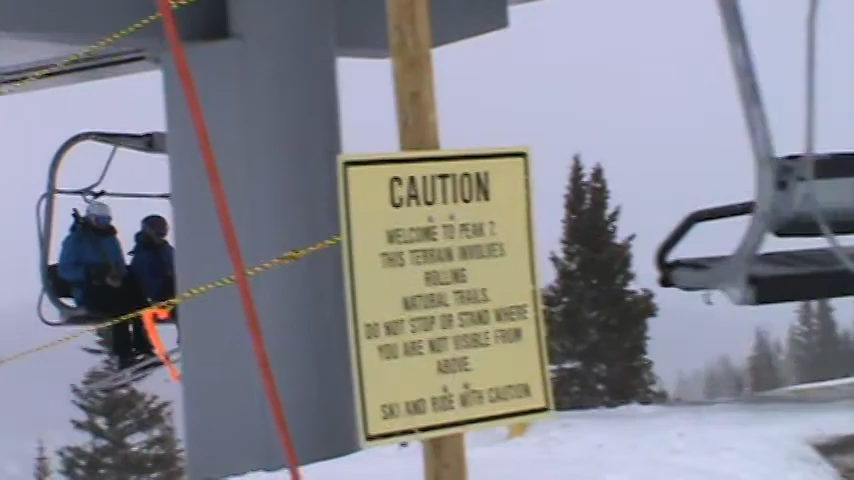 CAUTION
WELCOME TO PEAK 7.
THIS TERRAIN INVOLVES
ROLLING
NATURAL TRAILS.
DO NOT STOP OR STAND WHERE
YOU ARE NOT VISIBLE FROM
ABOVE.
SKI AND RIDE WITH CAUTION